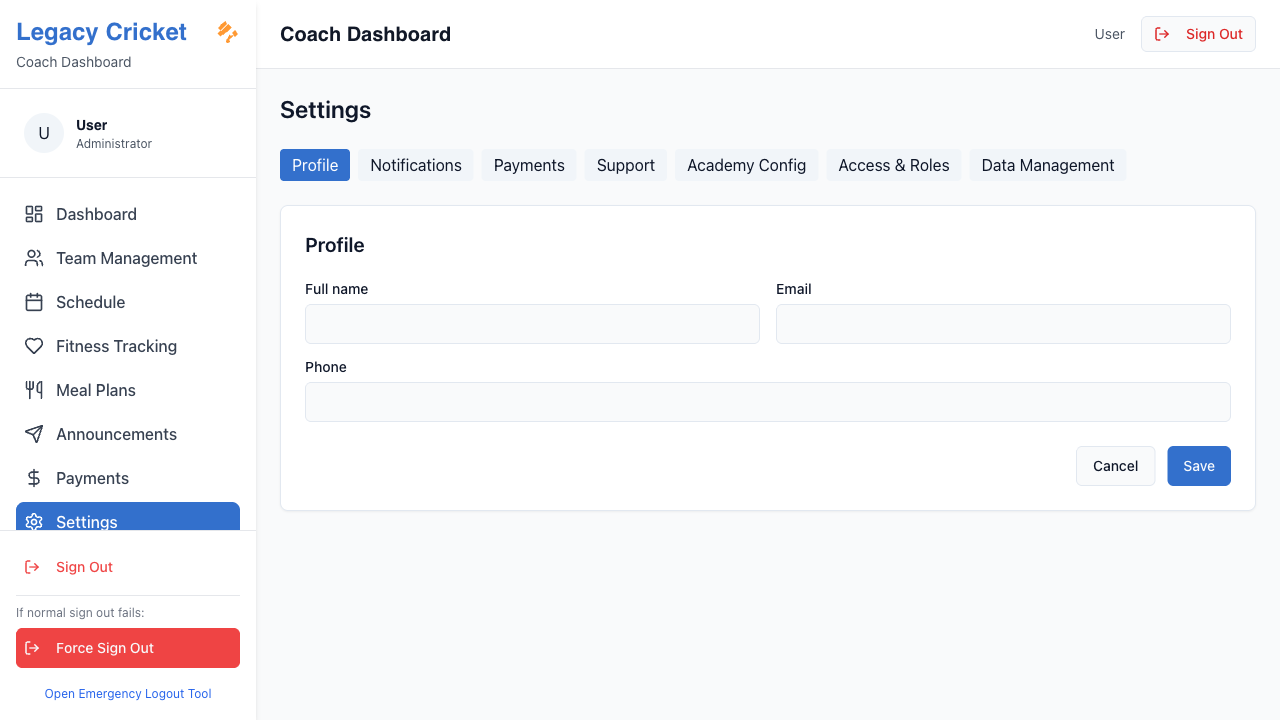 Legacy Cricket
Coach Dashboard
U
User
Administrator
Dashboard
Team Management
Schedule
Fitness Tracking
Meal Plans
Announcements
Payments
Settings
Sign Out
If normal sign out fails:
Force Sign Out
Open Emergency Logout Tool
Coach Dashboard
User
Sign Out
Settings
Profile
Notifications
Payments
Support
Academy Config
Access & Roles
Data Management
Profile
Full name
Email
Phone
Cancel
Save